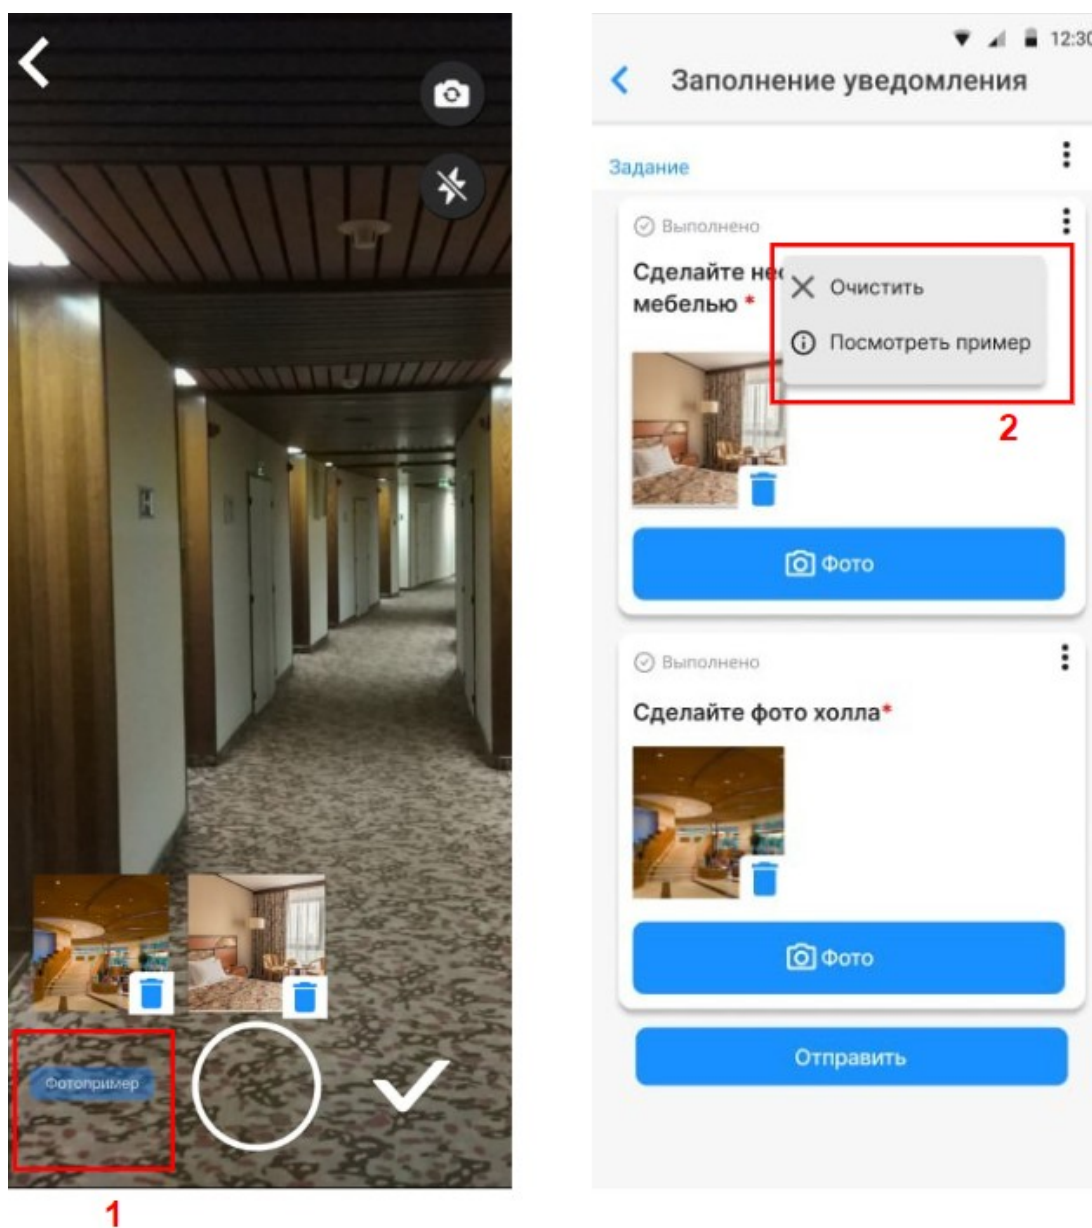 Фотопример
1
12:30
Заполнение уведомления
Задание
Выполнено
Сделайте
мебелью *
Очистить
Посмотреть пример
2
Фото
Выполнено
Сделайте фото холла*
Фото
Отправить